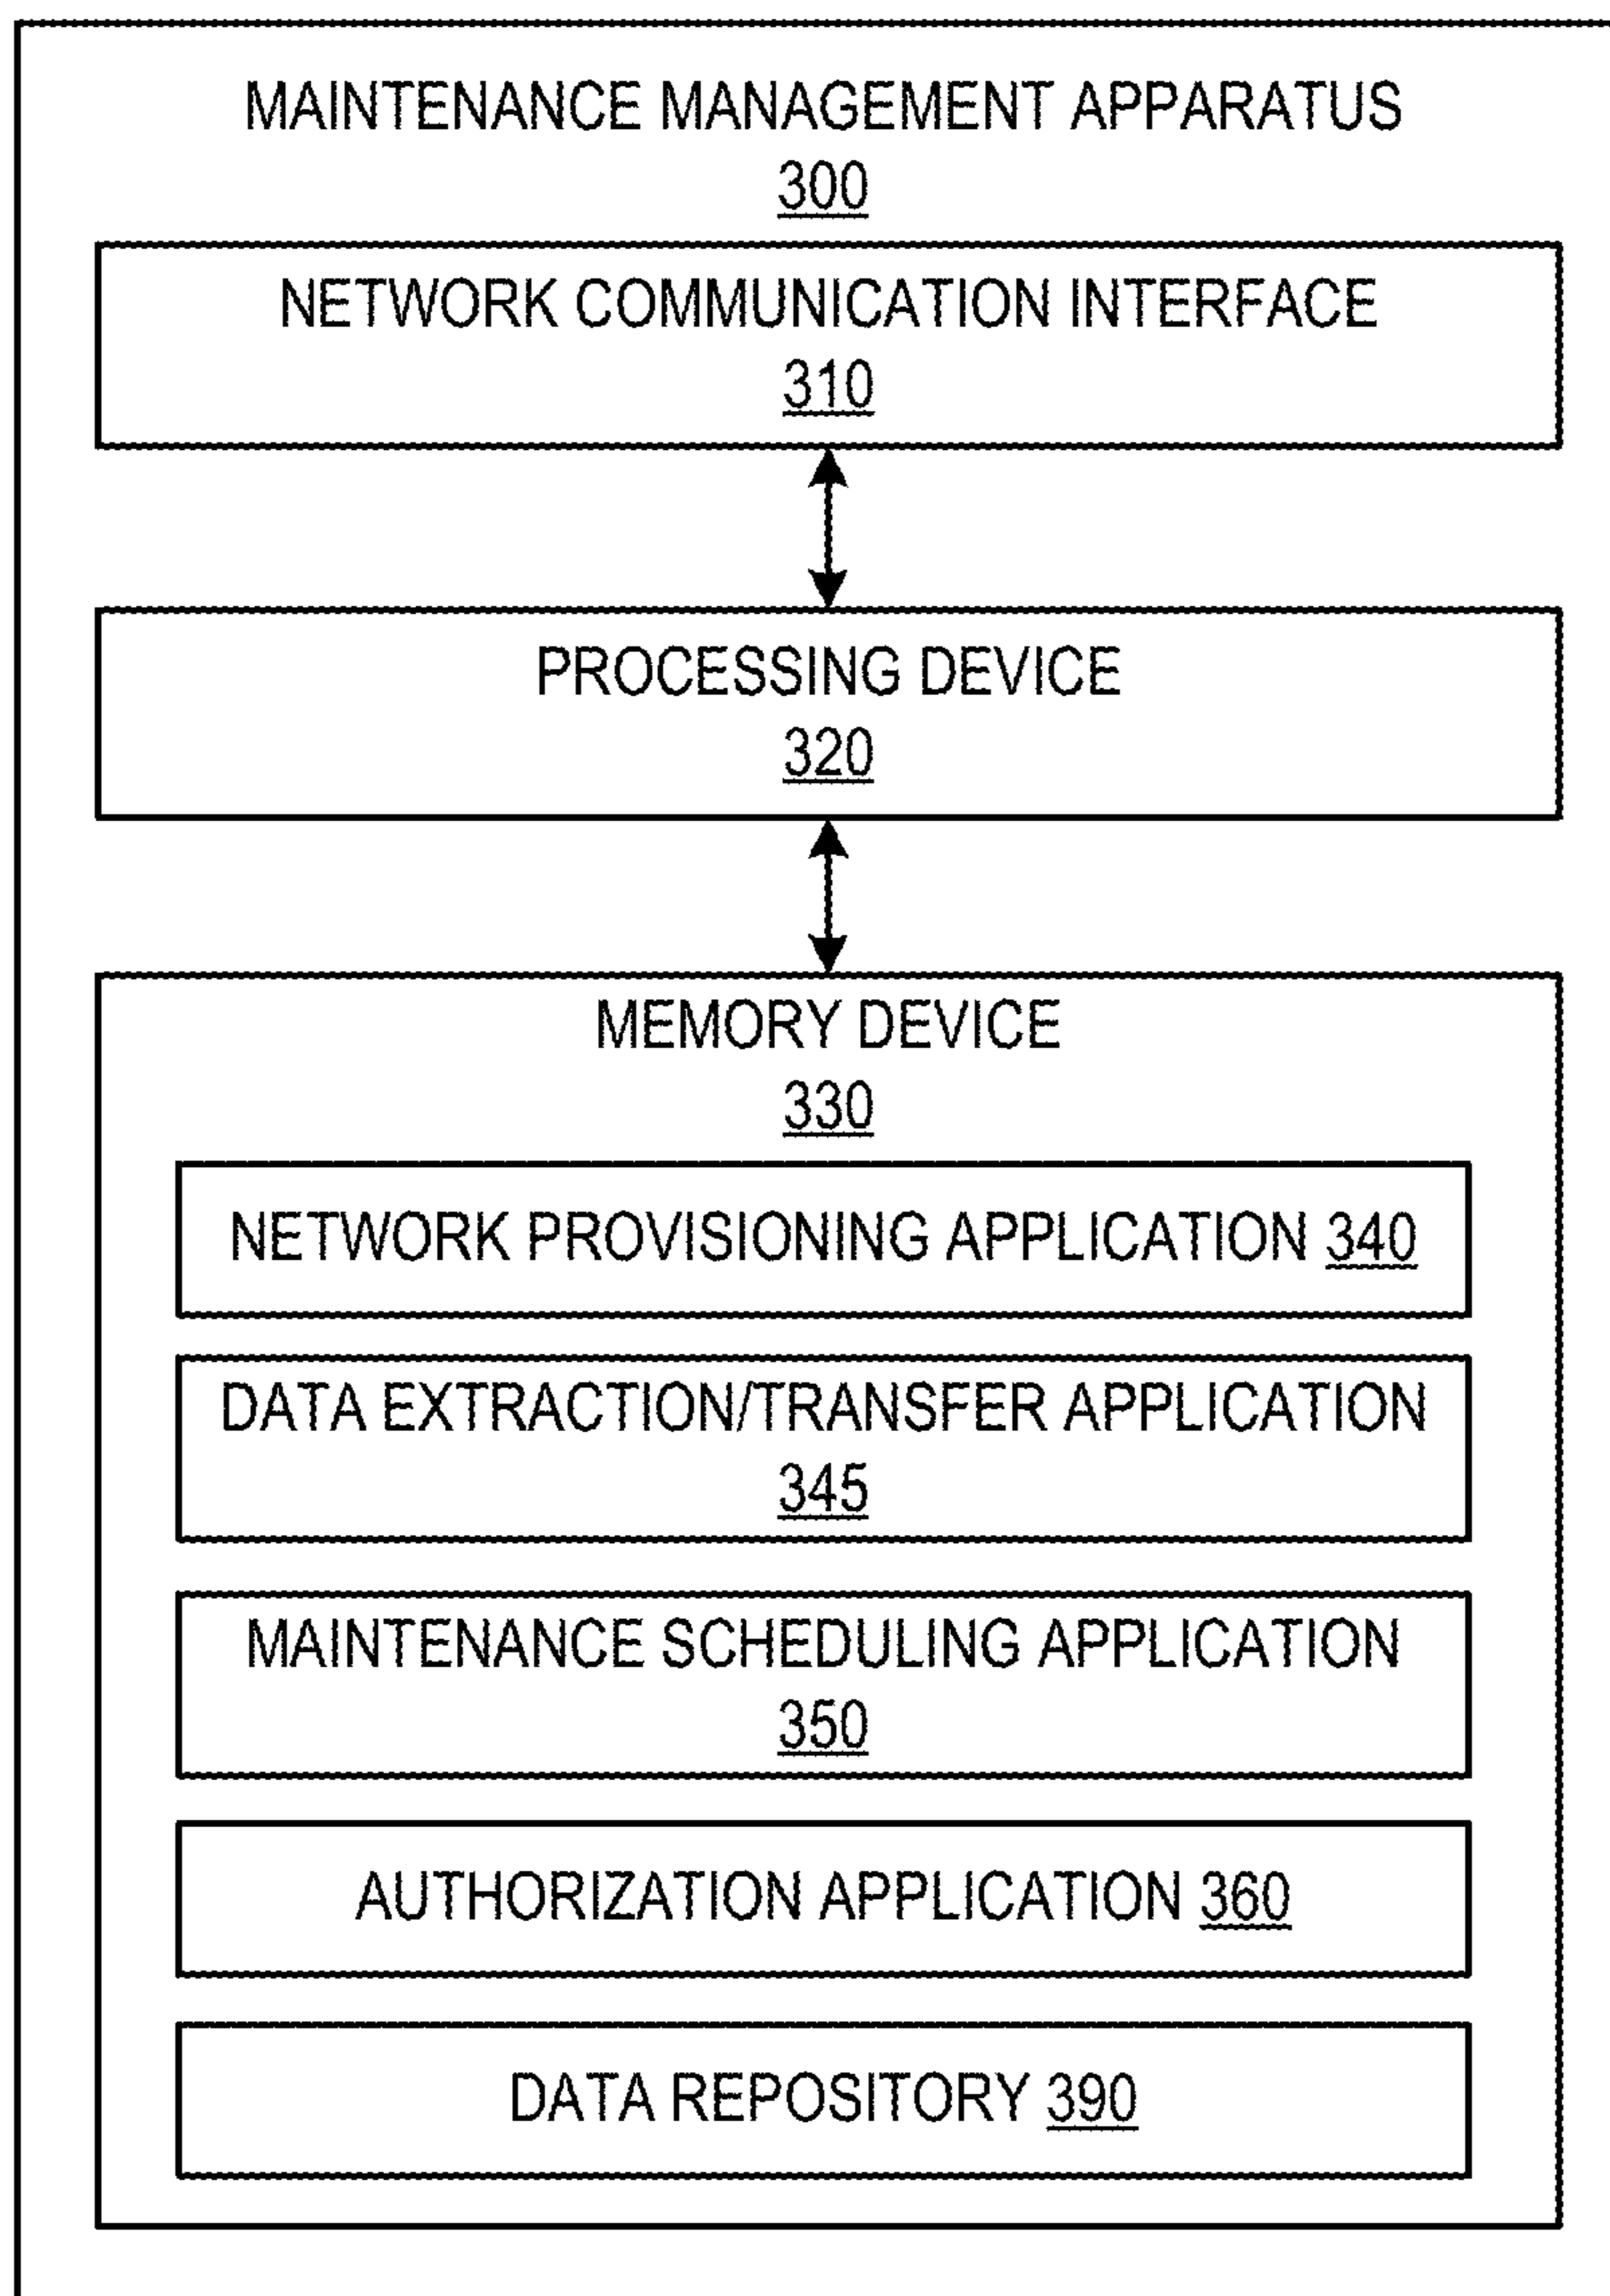 MAINTENANCE MANAGEMENT APPARATUS
300
NETWORK COMMUNICATION INTERFACE
310
PROCESSING DEVICE
320
MEMORY DEVICE
330
NETWORK PROVISIONING APPLICATION 340
DATA EXTRACTION/TRANSFER APPLICATION
345
MAINTENANCE SCHEDULING APPLICATION
350
AUTHORIZATION APPLICATION 360
DATA REPOSITORY 390